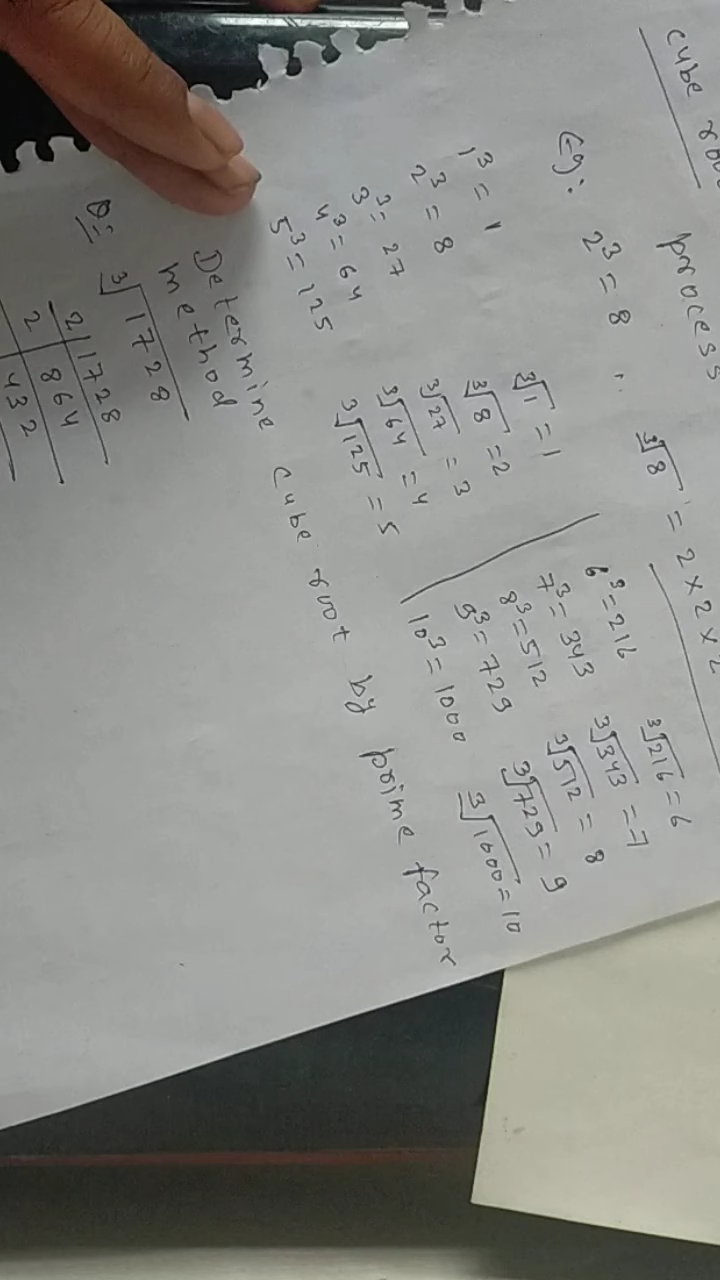 cube
process
Eg: 2³ = 8, ∛8 = 2×2×2
1³ = 1 ∛1 = 1 6³ = 216 ∛216 = 6
2³ = 8 ∛8 = 2 7³ = 343 ∛343 = 7
3³ = 27 ∛27 = 3 8³ = 512 ∛512 = 8
4³ = 64 ∛64 = 4 9³ = 729 ∛729 = 9
5³ = 125 ∛125 = 5 10³ = 1000 ∛1000 = 10
Determine cube root by prime factor
method
Q:- ∛1728
2 | 1728
2 | 864
432